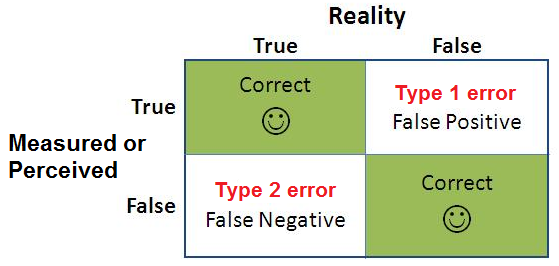 Reality
True
False
Measured or
Perceived
True
Correct
Type 1 error
False Positive
False
Type 2 error
False Negative
Correct